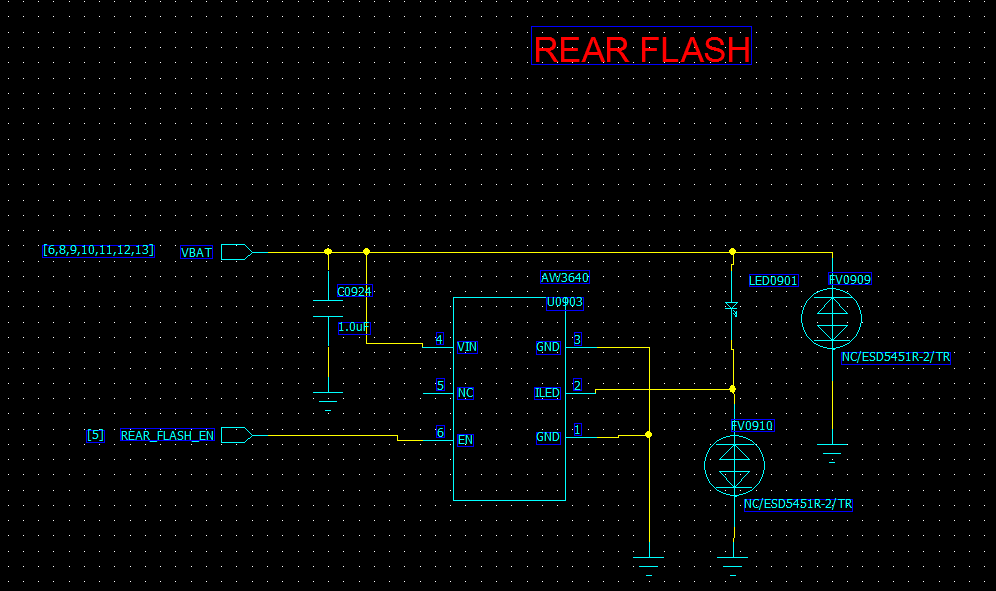 REAR FLASH
[6,8,9,10,11,12,13] VBAT
AW3640
LED0901
FV0909
C0924
U0903
1.0uF
4 VIN
GND 3
NC/ESD5451R-2/TR
5 NC
ILED 2
FV0910
[5] REAR_FLASH_EN
6 EN
GND 1
NC/ESD5451R-2/TR